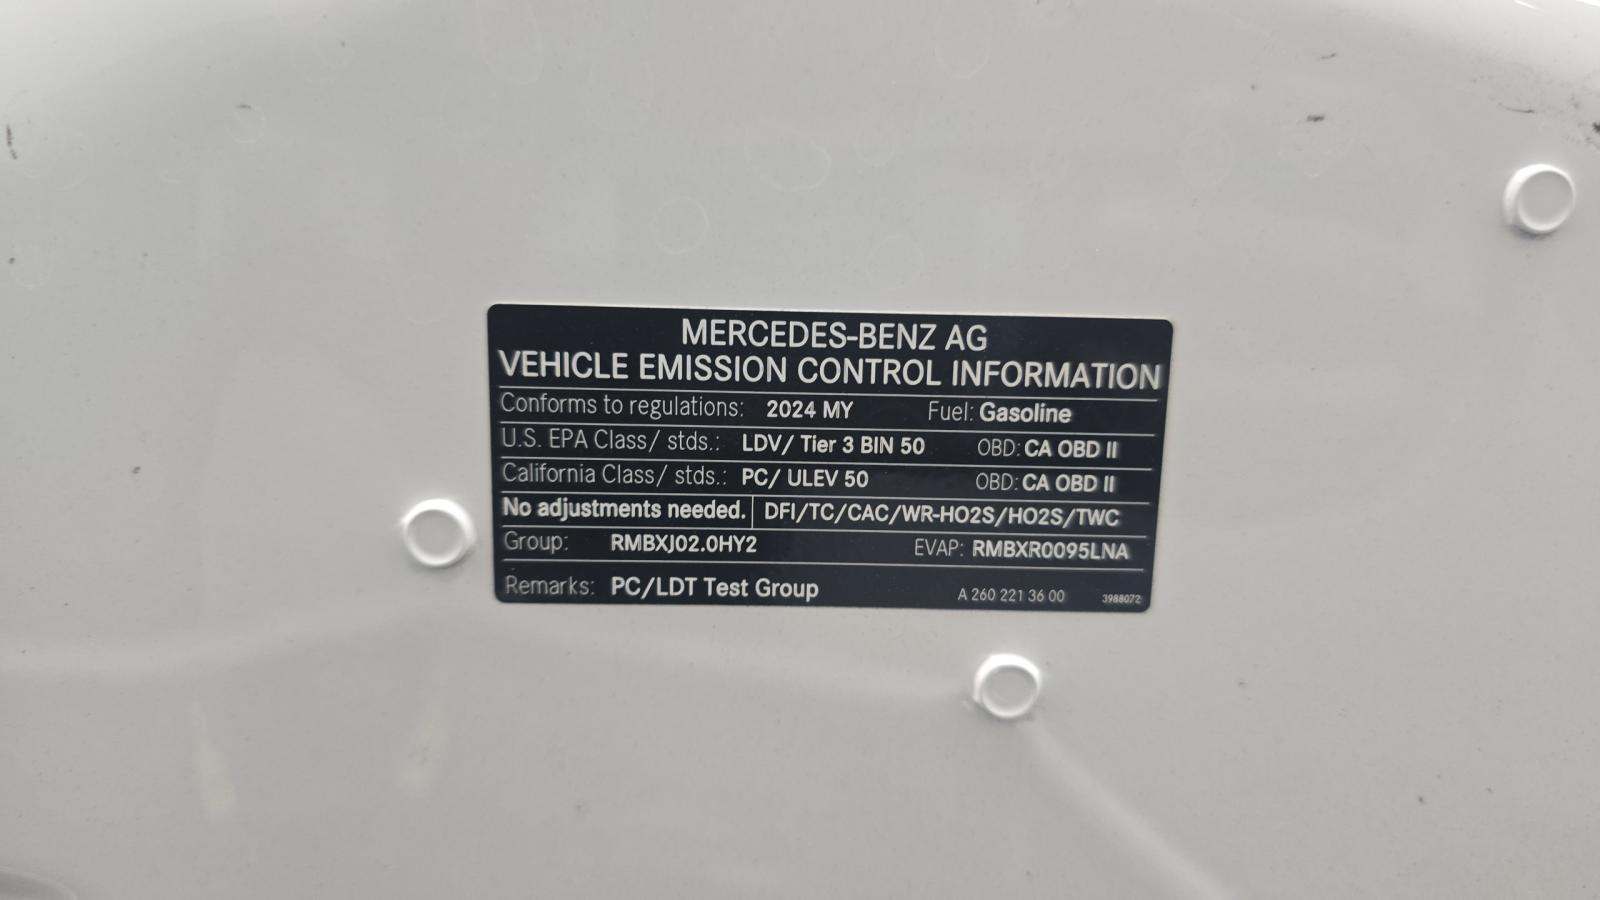 MERCEDES-BENZ AG
VEHICLE EMISSION CONTROL INFORMATION
Conforms to regulations: 2024 MY Fuel: Gasoline
U.S. EPA Class/ stds.: LDV/ Tier 3 BIN 50 OBD: CA OBD II
California Class/ stds.: PC/ ULEV 50 OBD: CA OBD II
No adjustments needed. DFI/TC/CAC/WR-HO2S/HO2S/TWC
Group: RMBXJ02.0HY2 EVAP: RMBXR0095LNA
Remarks: PC/LDT Test Group A 260 221 36 00 3988072